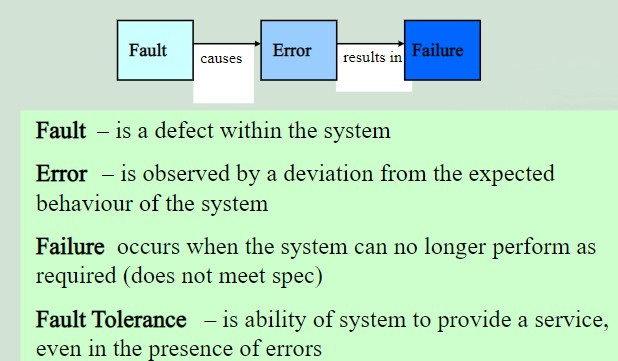 Fault
causes
Error
results in
Failure
Fault – is a defect within the system
Error – is observed by a deviation from the expected
behaviour of the system
Failure occurs when the system can no longer perform as
required (does not meet spec)
Fault Tolerance – is ability of system to provide a service,
even in the presence of errors